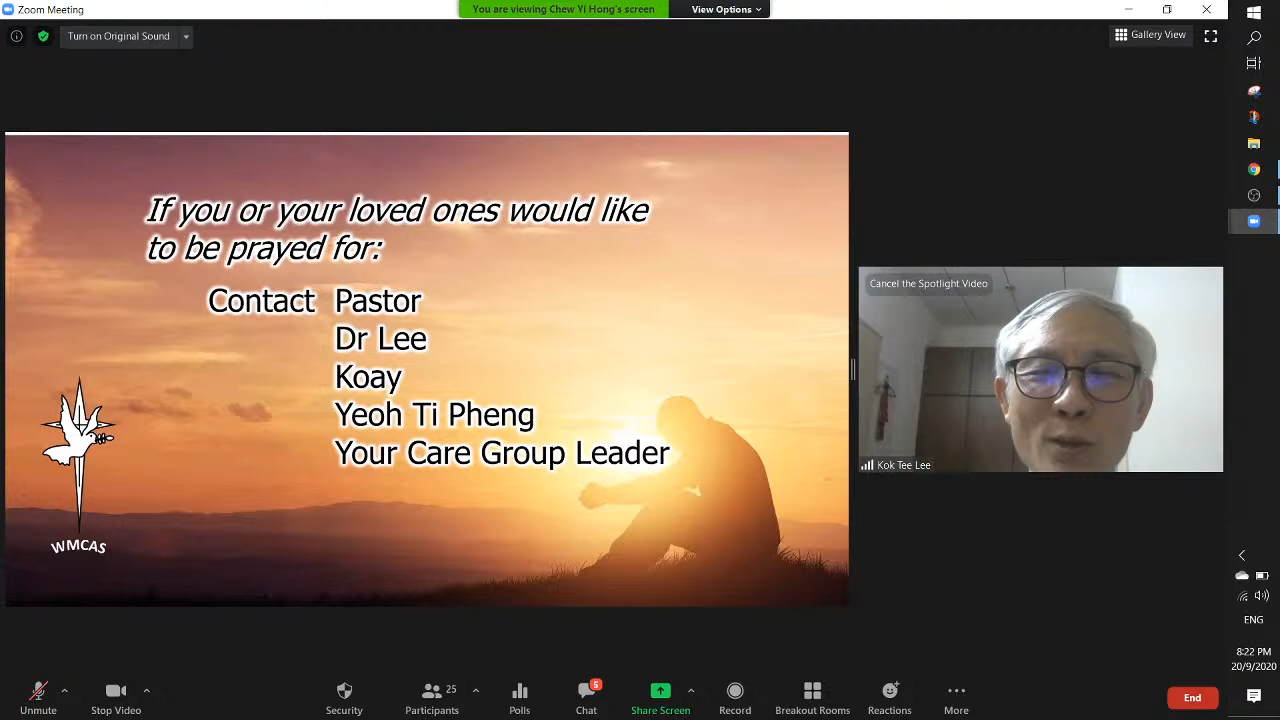 Zoom Meeting
You are viewing Chew Yi Hong's screen
View Options
Turn on Original Sound
Gallery View
If you or your loved ones would like
to be prayed for:
Contact Pastor
Dr Lee
Koay
Yeoh Ti Pheng
Your Care Group Leader
WMCAS
Cancel the Spotlight Video
Kok Tee Lee
ENG
8:22 PM
20/9/2020
Unmute
Stop Video
Security
Participants 25
Polls
Chat 5
Share Screen
Record
Breakout Rooms
Reactions
More
End